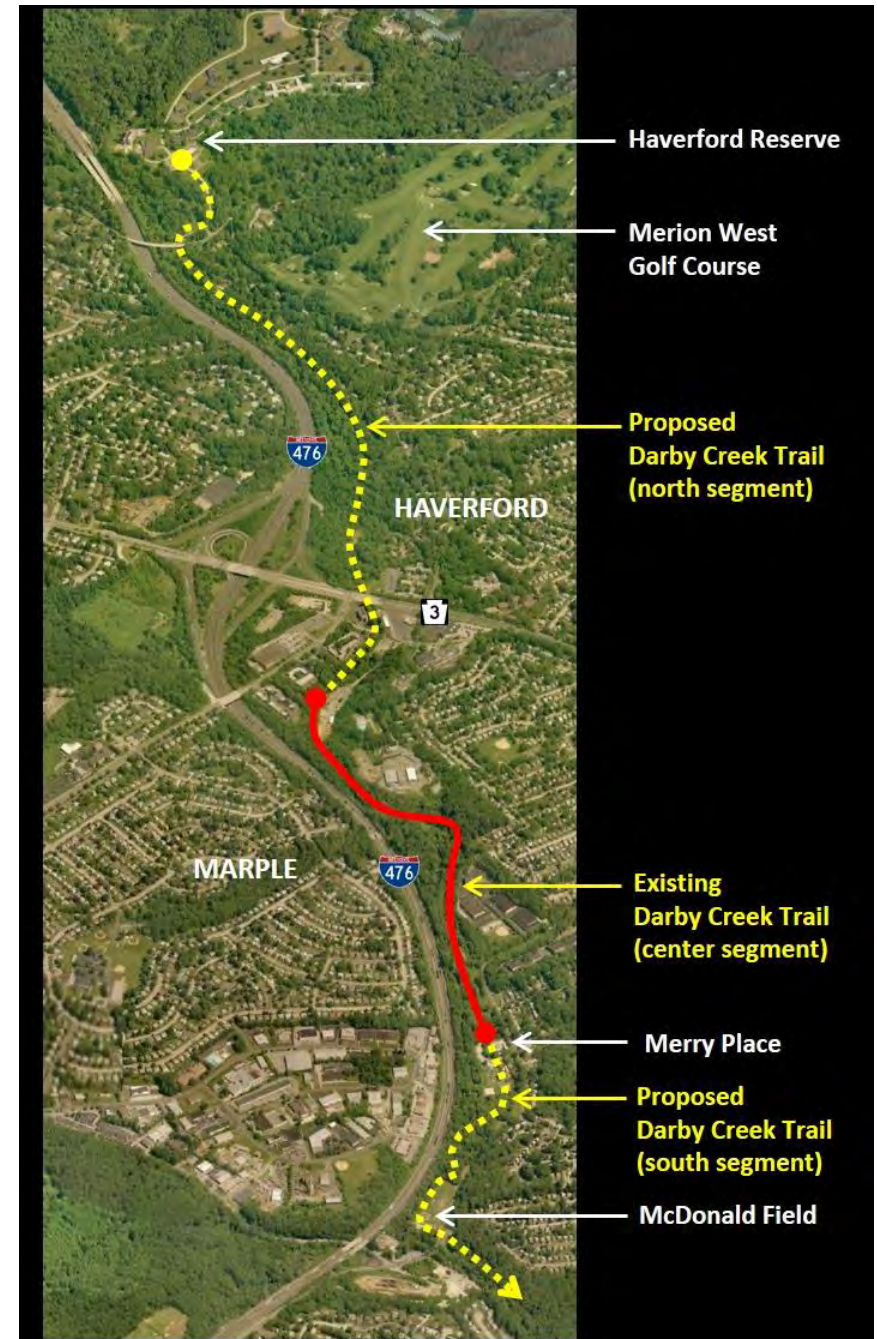 Haverford Reserve
Merion West
Golf Course
Proposed
Darby Creek Trail
(north segment)
476
HAVERFORD
3
MARPLE
476
Existing
Darby Creek Trail
(center segment)
Merry Place
Proposed
Darby Creek Trail
(south segment)
McDonald Field